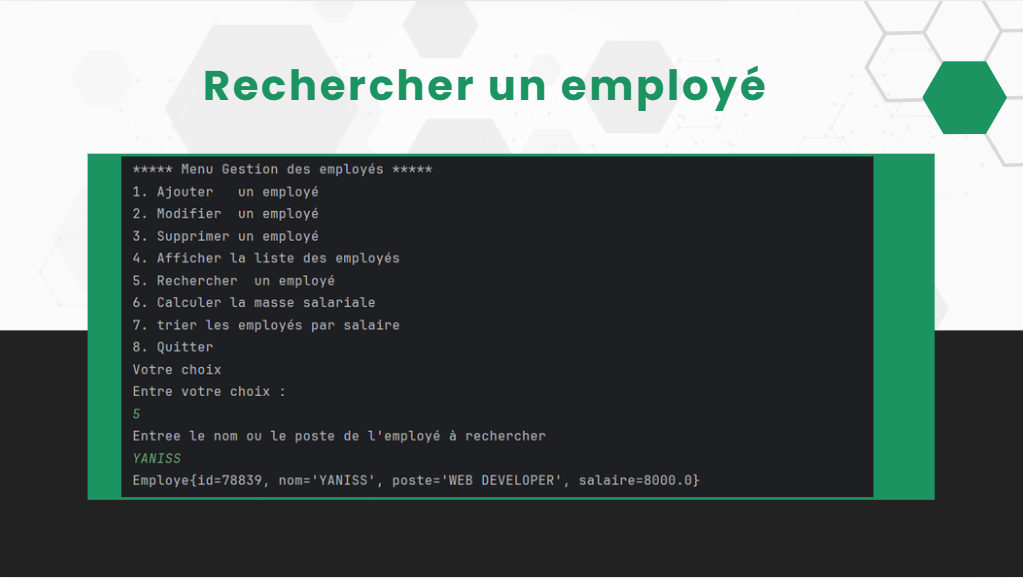 Rechercher un employé
***** Menu Gestion des employés *****
1. Ajouter   un employé
2. Modifier  un employé
3. Supprimer un employé
4. Afficher la liste des employés
5. Rechercher  un employé
6. Calculer la masse salariale
7. trier les employés par salaire
8. Quitter
Votre choix
Entre votre choix :
5
Entree le nom ou le poste de l'employé à rechercher
YANISS
Employe{id=78839, nom='YANISS', poste='WEB DEVELOPER', salaire=8000.0}